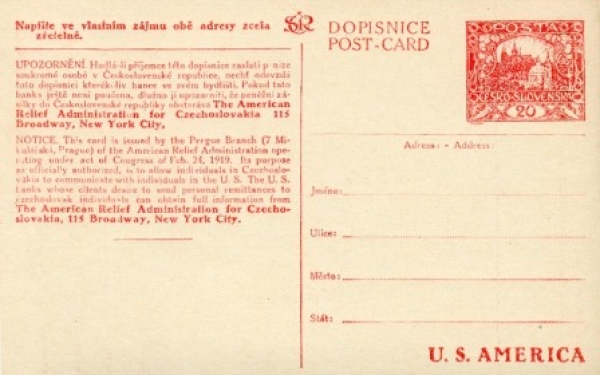 Napište ve vlastním zájmu obě adresy zcela
zřetelně.
UPOZORNĚNÍ. Hodlá-li příjemce této dopisnice zaslati peníze
soukromé osobě v Československé republice, nechť odevzdá
tuto dopisnici kterék-liv bance ve svém bydlišti. Pokud tato
banka ještě není poučena, dlužno ji upozorniti, že peněžní zá-
silky do Československé republiky obstarává The American
Relief Administration for Czechoslovakia 115
Broadway, New York City.
NOTICE. This card is issued by the Prague Branch (7 Mi-
kulášská, Prague) of the American Relief Administration ope-
rating under act of Congress of Feb. 24, 1919. Its purpose
as officially authorized, is to allow individuals in Czechoslo-
vakia to communicate with individuals in the U. S. The U. S.
banks whose clients desire to send personal remittances to
czechoslovak individuals can obtain full information from
The American Relief Administration for Czecho-
slovakia, 115 Broadway, New York City.
ČSR
DOPISNICE
POST-CARD
POŠTA
ČESKO-SLOVENSKÁ
20
Adresa: - Address:
Jméno:
Ulice:
Město:
Stát:
U. S. AMERICA